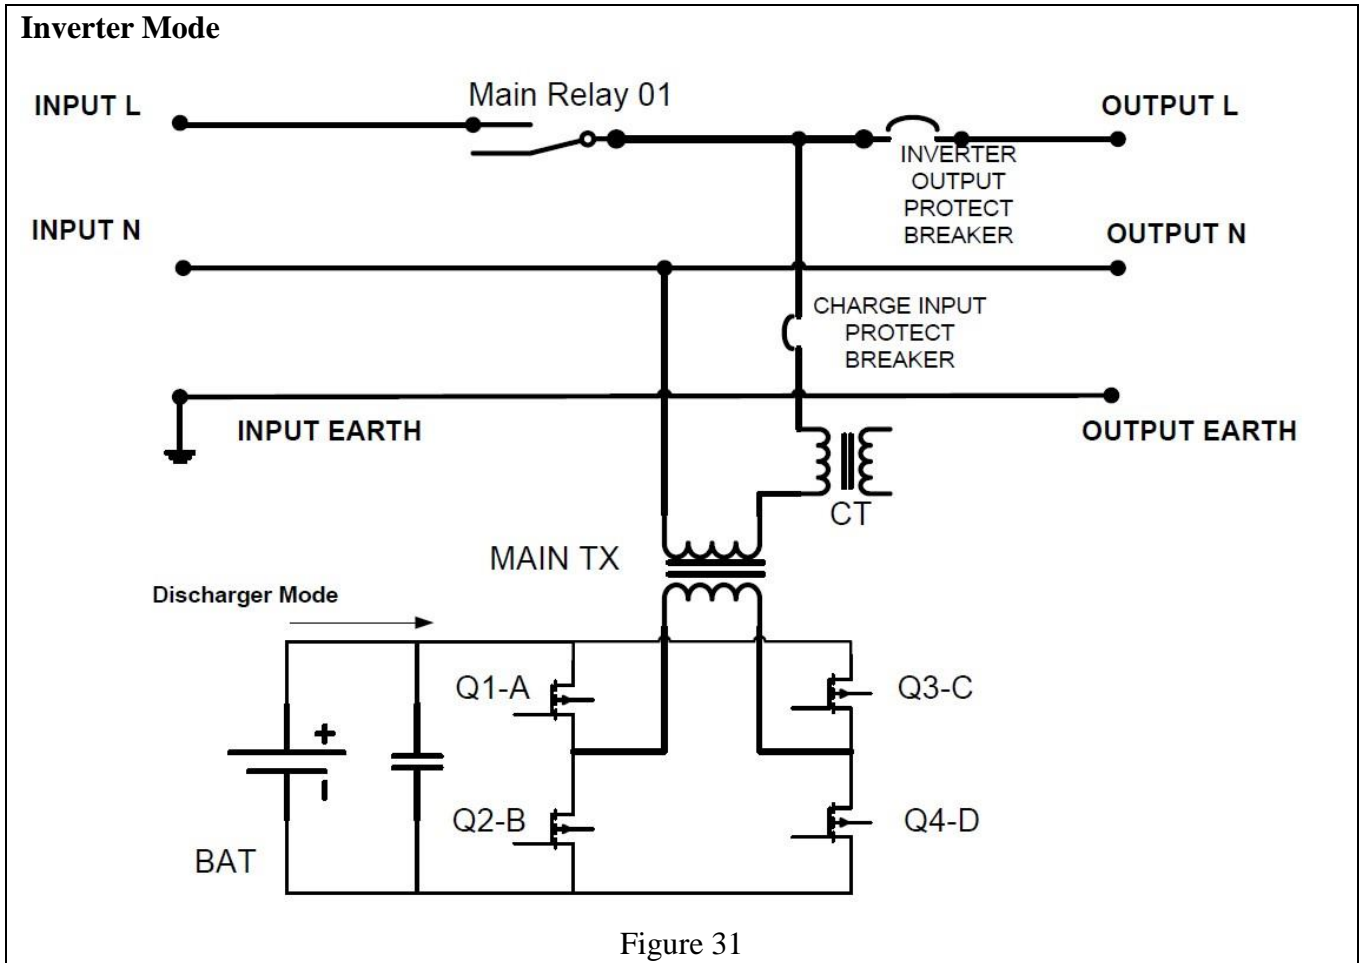 Inverter Mode
Main Relay 01
INPUT L
OUTPUT L
INVERTER
OUTPUT
PROTECT
BREAKER
INPUT N
OUTPUT N
CHARGE INPUT
PROTECT
BREAKER
INPUT EARTH
OUTPUT EARTH
CT
MAIN TX
Discharger Mode
Q1-A
Q3-C
+
-
Q2-B
Q4-D
BAT
Figure 31